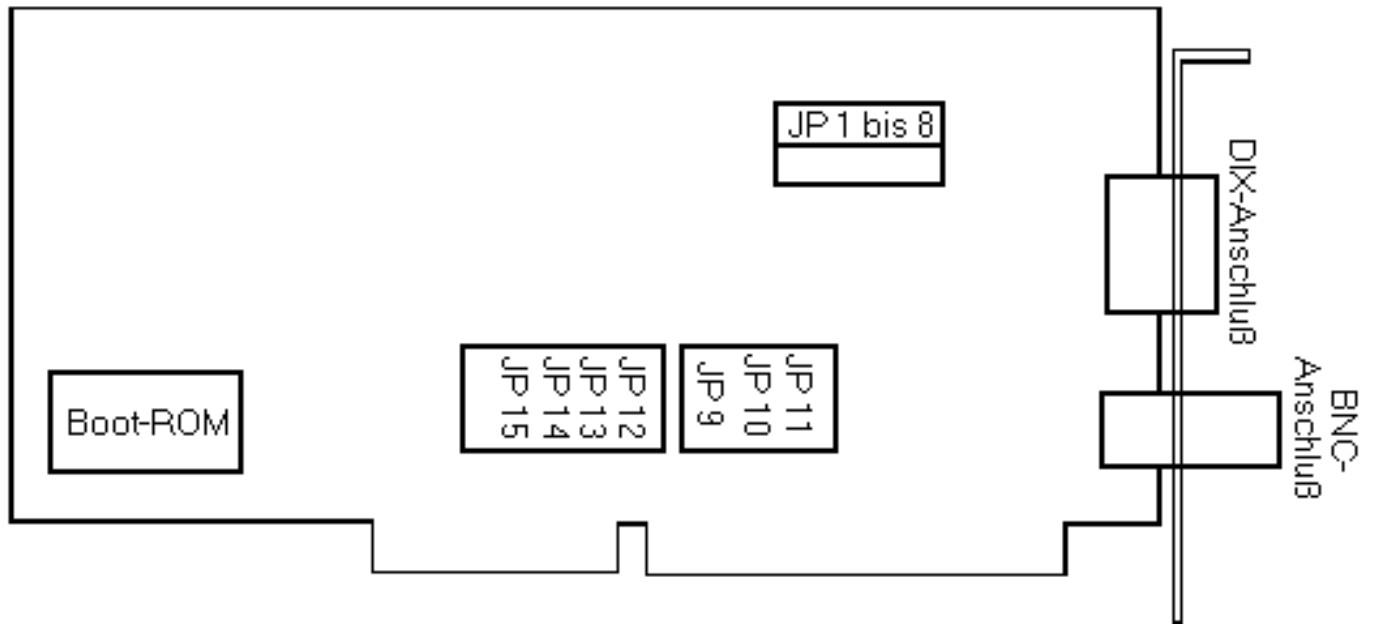 JP 1 bis 8
DIX-Anschluß
JP 15
JP 14
JP 13
JP 12
JP 9
JP 10
JP 11
Boot-ROM
BNC-
Anschluß